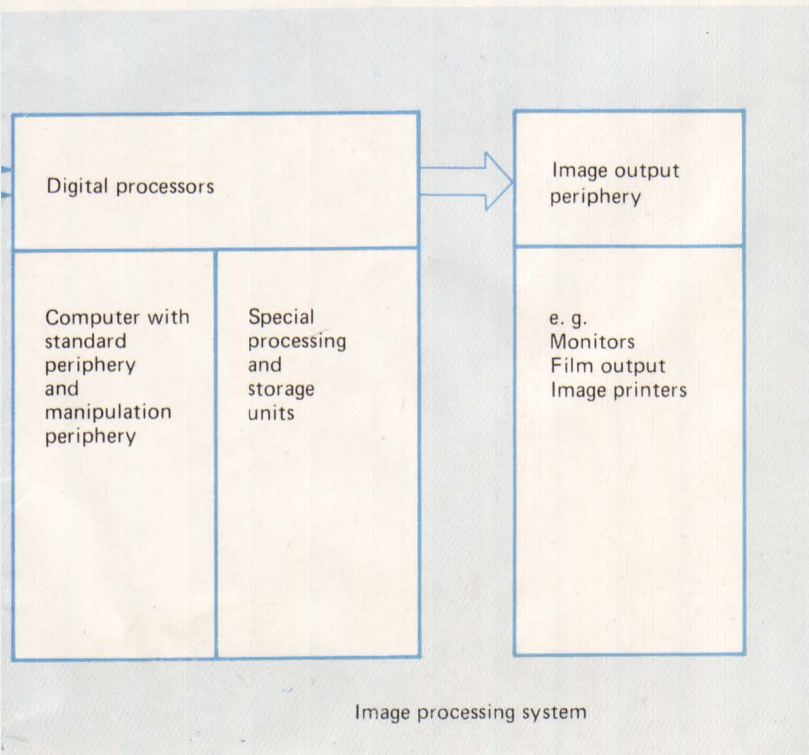 Digital processors
Image output
periphery
Computer with
standard
periphery
and
manipulation
periphery
Special
processing
and
storage
units
e. g.
Monitors
Film output
Image printers
Image processing system